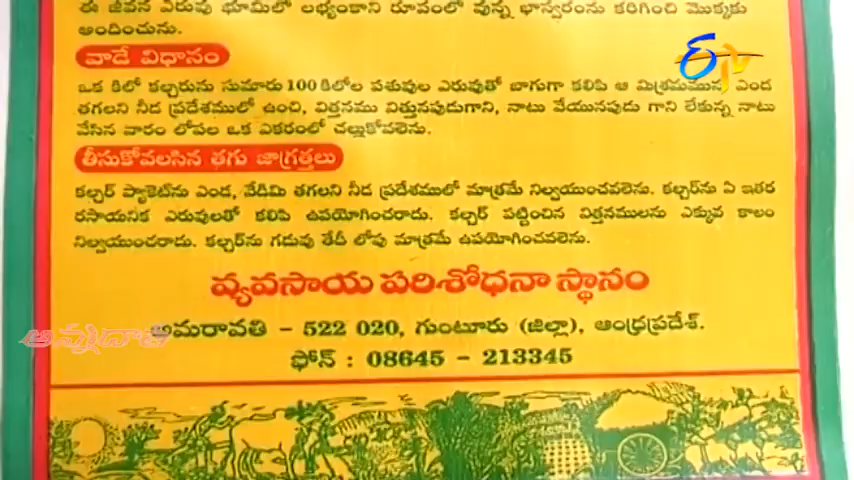 ఈ జీవన ఎరువు భూమిలో లభ్యంకాని రూపంలో వున్న భాస్వరంను కరిగించి మొక్కకు
అందించును.
వాడే విధానం
ETV
ఒక కిలో కల్చరును సుమారు 100 కిలోల పశువుల ఎరువుతో బాగుగా కలిపి ఆ మిశ్రమమును ఎండ
తగలని నీడ ప్రదేశములో ఉంచి, విత్తనము విత్తునపుడుగాని, నాటు వేయునపుడు గాని లేకున్న నాటు
వేసిన వారం లోపల ఒక ఎకరంలో చల్లుకోవలెను.
తీసుకోవలసిన తగు జాగ్రత్తలు
కల్చర్ ప్యాకెట్‌ను ఎండ, వేడిమి తగలని నీడ ప్రదేశములో మాత్రమే నిల్వయుంచవలెను. కల్చర్‌ను ఏ ఇతర
రసాయనిక ఎరువులతో కలిపి ఉపయోగించరాదు. కల్చర్ పట్టించిన విత్తనములను ఎక్కువ కాలం
నిల్వయుంచరాదు. కల్చర్‌ను గడువు తేదీ లోపు మాత్రమే ఉపయోగించవలెను.
వ్యవసాయ పరిశోధనా స్థానం
అన్నదాత
అమరావతి - 522 020, గుంటూరు (జిల్లా), ఆంధ్రప్రదేశ్.
ఫోన్ : 08645 - 213345